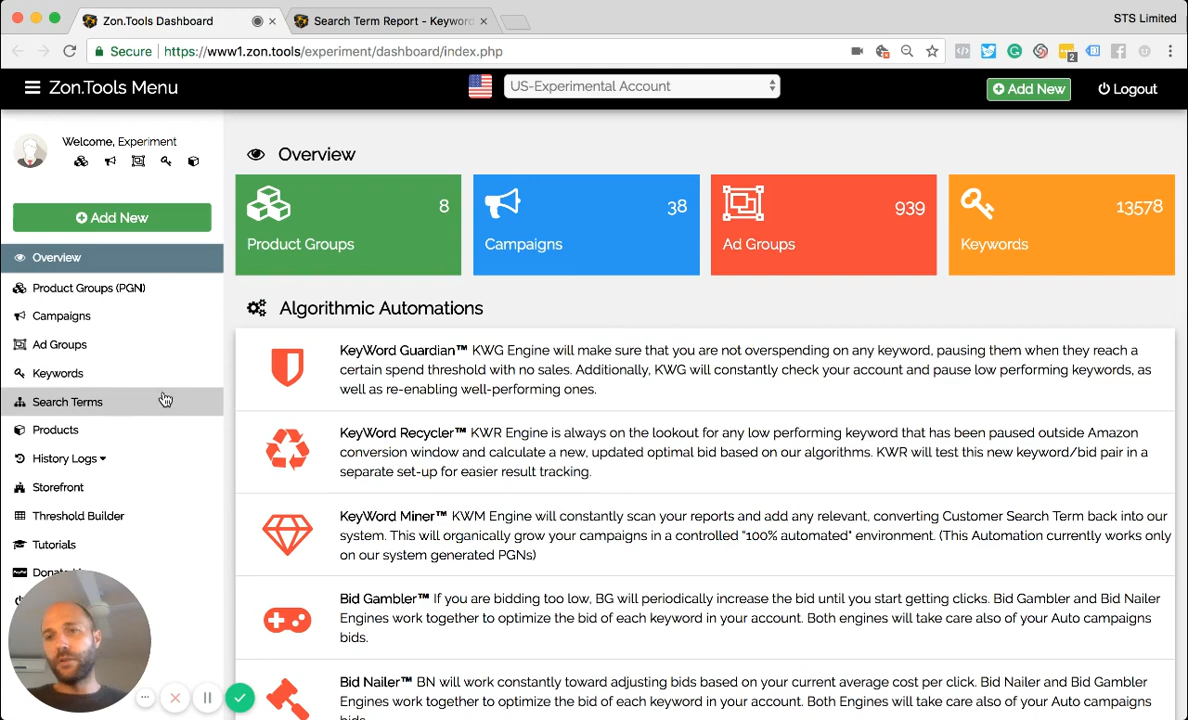 Zon.Tools Dashboard
Search Term Report - Keyword
STS Limited
Secure
https://www1.zon.tools/experiment/dashboard/index.php
2
Zon.Tools Menu
US-Experimental Account
Add New
Logout
Welcome, Experiment
Add New
Overview
Product Groups (PGN)
Campaigns
Ad Groups
Keywords
Search Terms
Products
History Logs
Storefront
Threshold Builder
Tutorials
Overview
8
Product Groups
38
Campaigns
939
Ad Groups
13578
Keywords
Algorithmic Automations
KeyWord Guardian™ KWG Engine will make sure that you are not overspending on any keyword, pausing them when they reach a
certain spend threshold with no sales. Additionally, KWG will constantly check your account and pause low performing keywords, as
well as re-enabling well-performing ones.
KeyWord Recycler™ KWR Engine is always on the lookout for any low performing keyword that has been paused outside Amazon
conversion window and calculate a new, updated optimal bid based on our algorithms. KWR will test this new keyword/bid pair in a
separate set-up for easier result tracking.
KeyWord Miner™ KWM Engine will constantly scan your reports and add any relevant, converting Customer Search Term back into our
system. This will organically grow your campaigns in a controlled "100% automated" environment. (This Automation currently works only
on our system generated PGNs)
Bid Gambler™ If you are bidding too low, BG will periodically increase the bid until you start getting clicks. Bid Gambler and Bid Nailer
Engines work together to optimize the bid of each keyword in your account. Both engines will take care also of your Auto campaigns
bids.
Bid Nailer™ BN will work constantly toward adjusting bids based on your current average cost per click. Bid Nailer and Bid Gambler
Engines work together to optimize the bid of each keyword in your account. Both engines will take care also of your Auto campaigns